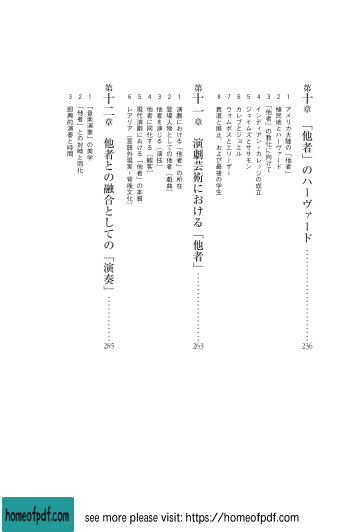 第十章 「他者」のハーヴァード…………………236
1 アメリカ大陸の「他者」
2 植民地とハーヴァード
3 「他者」の教化に向けて
4 インディアン・カレッジの成立
5 ジェイムズとササモン
6 カレブとジョエル
7 ウォムポスとエリーザー
8 衰退と廃止、および最後の学生
第十一章 演劇芸術における「他者」…………………263
1 演劇における「他者」の所在
2 登場人物としての他者〔戯曲〕
3 他者を演じる〔演技〕
4 他者に同化する〔観客〕
5 現代演劇における「他者」の本質
6 レアリア〔言語外現実・背後文化〕
第十二章 他者との融合としての「演奏」…………285
1 「音楽演奏」の美学
2 「他者」との対峙と同化
3 即興的演奏と時間
homeofpdf.com
see more please visit: https://homeofpdf.com